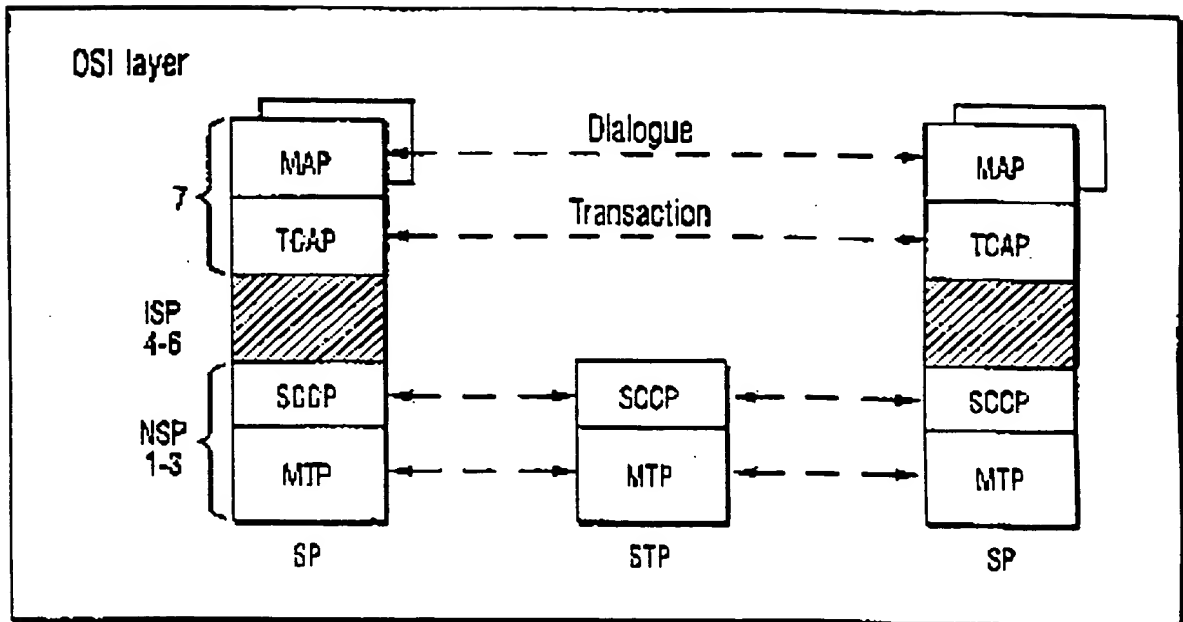 OSI layer
Dialogue
MAP
MAP
7
Transaction
TCAP
TCAP
ISP
4-6
SCCP
SCCP
SCCP
NSP
1-3
MTP
MTP
MTP
SP
STP
SP